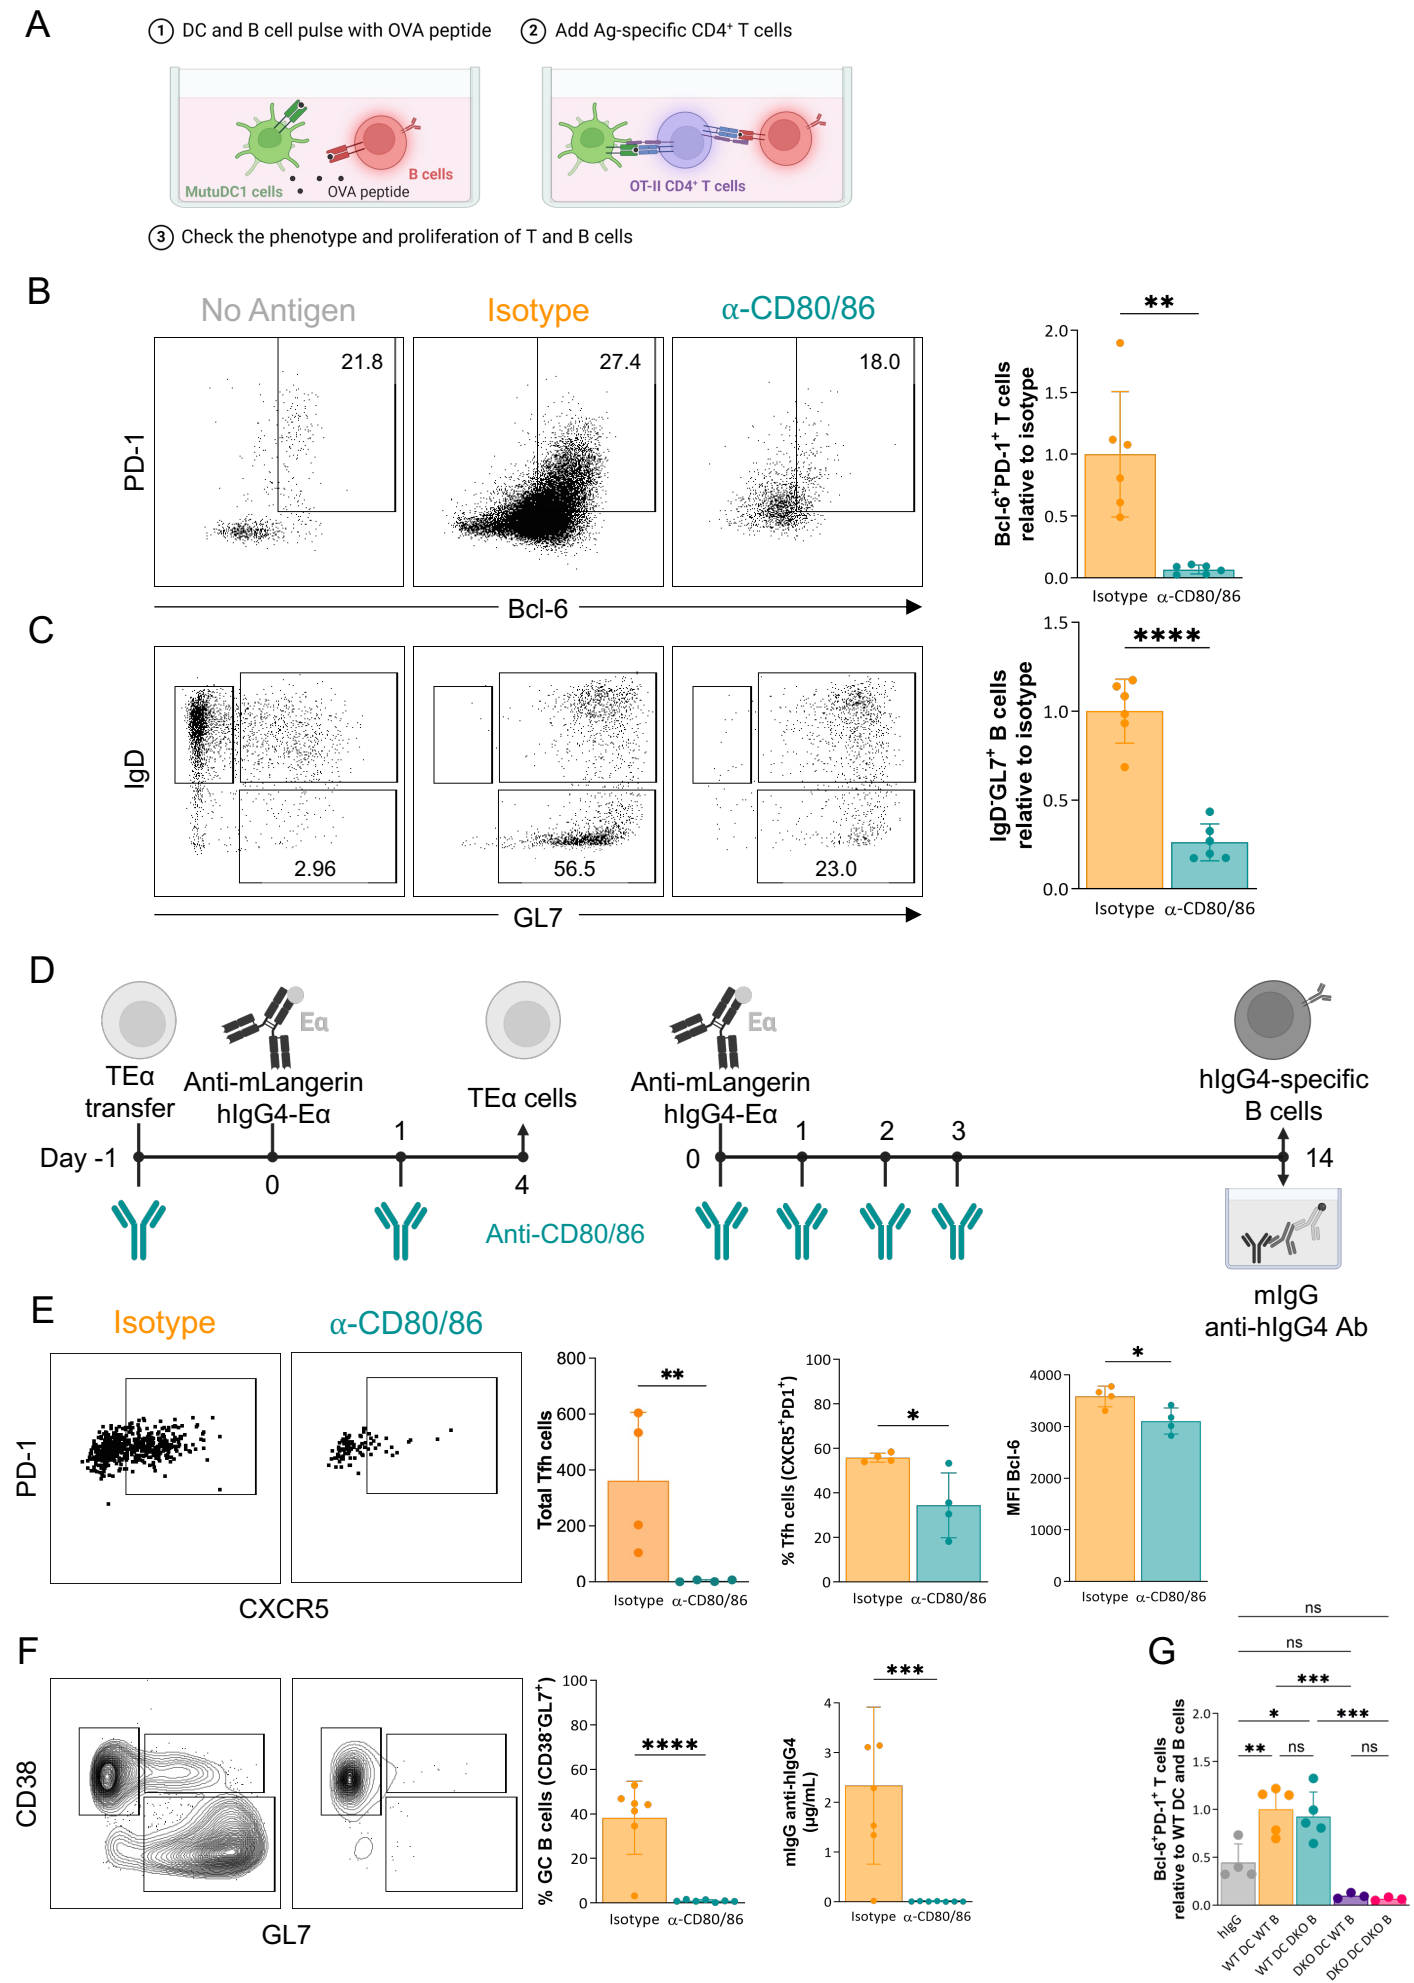 A
1 DC and B cell pulse with OVA peptide
2 Add Ag-specific CD4⁺ T cells
MutuDC1 cells
OVA peptide
B cells
OT-II CD4⁺ T cells
3 Check the phenotype and proliferation of T and B cells
B
No Antigen
Isotype
α-CD80/86
21.8
27.4
18.0
PD-1
Bcl-6
Bcl-6⁺PD-1⁺ T cells
relative to isotype
2.0
1.5
1.0
0.5
0.0
**
Isotype
α-CD80/86
C
2.96
56.5
23.0
IgD
GL7
IgD⁻GL7⁺ B cells
relative to isotype
1.5
1.0
0.5
0.0
****
Isotype
α-CD80/86
D
Eα
Eα
TEα
transfer
Anti-mLangerin
hIgG4-Eα
TEα cells
Anti-mLangerin
hIgG4-Eα
hIgG4-specific
B cells
Day -1
0
1
4
0
1
2
3
14
Anti-CD80/86
mIgG
anti-hIgG4 Ab
E
Isotype
α-CD80/86
PD-1
CXCR5
Total Tfh cells
800
600
400
200
0
**
Isotype
α-CD80/86
% Tfh cells (CXCR5⁺PD1⁺)
100
80
60
40
20
0
*
Isotype
α-CD80/86
MFI Bcl-6
4000
3000
2000
1000
0
*
Isotype
α-CD80/86
F
CD38
GL7
% GC B cells (CD38⁻GL7⁺)
100
80
60
40
20
0
****
Isotype
α-CD80/86
mIgG anti-hIgG4
(µg/mL)
4
3
2
1
0
***
Isotype
α-CD80/86
G
ns
ns
***
*
***
**
ns
ns
Bcl-6⁺PD-1⁺ T cells
relative to WT DC and B cells
2.0
1.5
1.0
0.5
0.0
hIgG
WT DC WT B
WT DC DKO B
DKO DC WT B
DKO DC DKO B